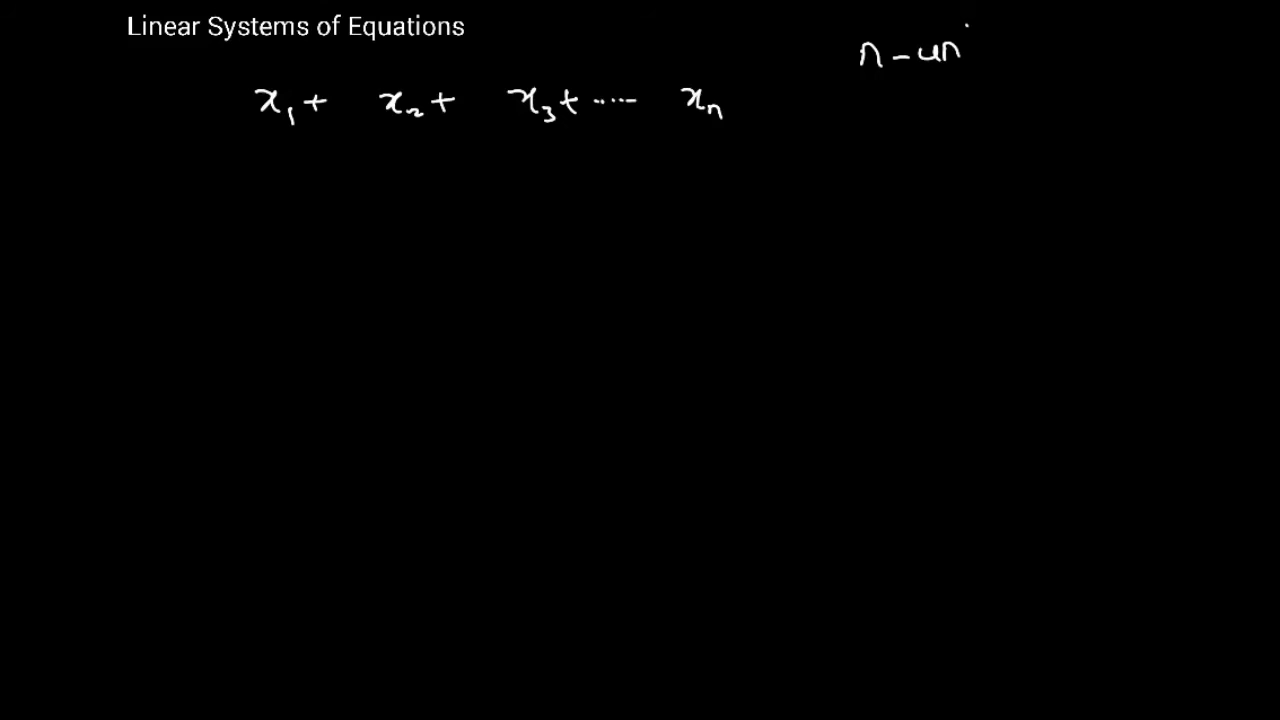 Linear Systems of Equations
n - un
x₁ + x₂ + x₃ + ..... xₙ